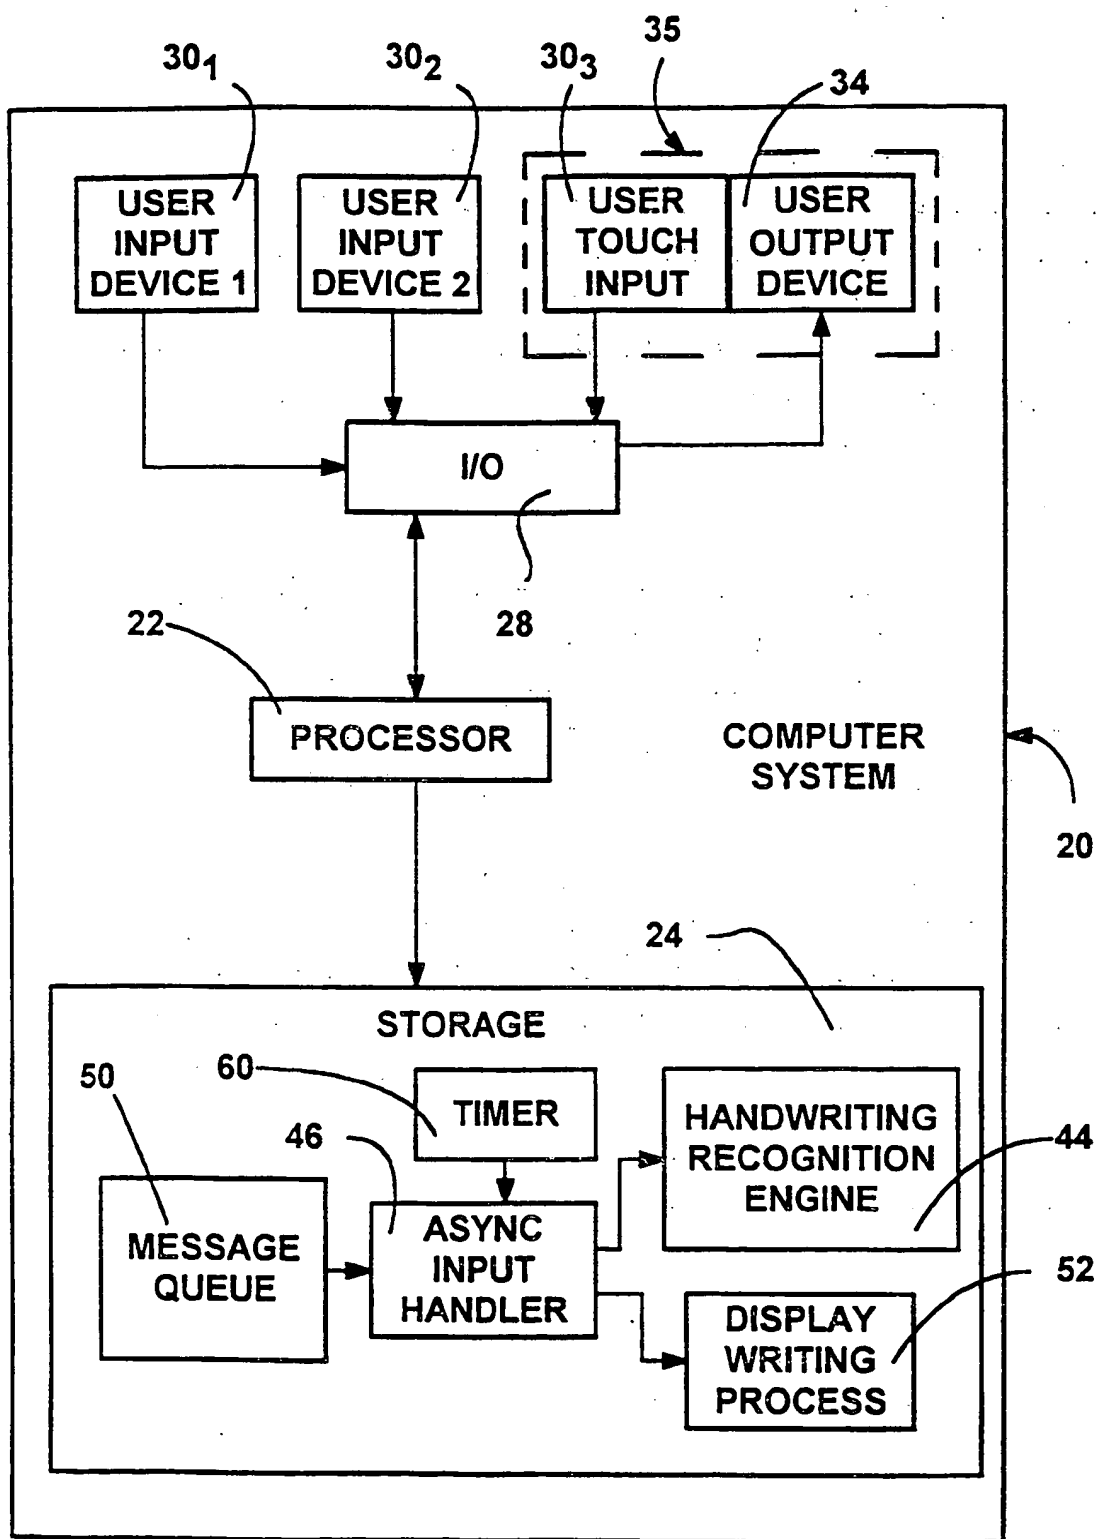 35
30₁
30₂
30₃
34
USER
INPUT
DEVICE 1
USER
INPUT
DEVICE 2
USER
TOUCH
INPUT
USER
OUTPUT
DEVICE
I/O
22
28
PROCESSOR
COMPUTER
SYSTEM
20
24
STORAGE
50
60
TIMER
46
HANDWRITING
RECOGNITION
ENGINE
44
MESSAGE
QUEUE
ASYNC
INPUT
HANDLER
52
DISPLAY
WRITING
PROCESS